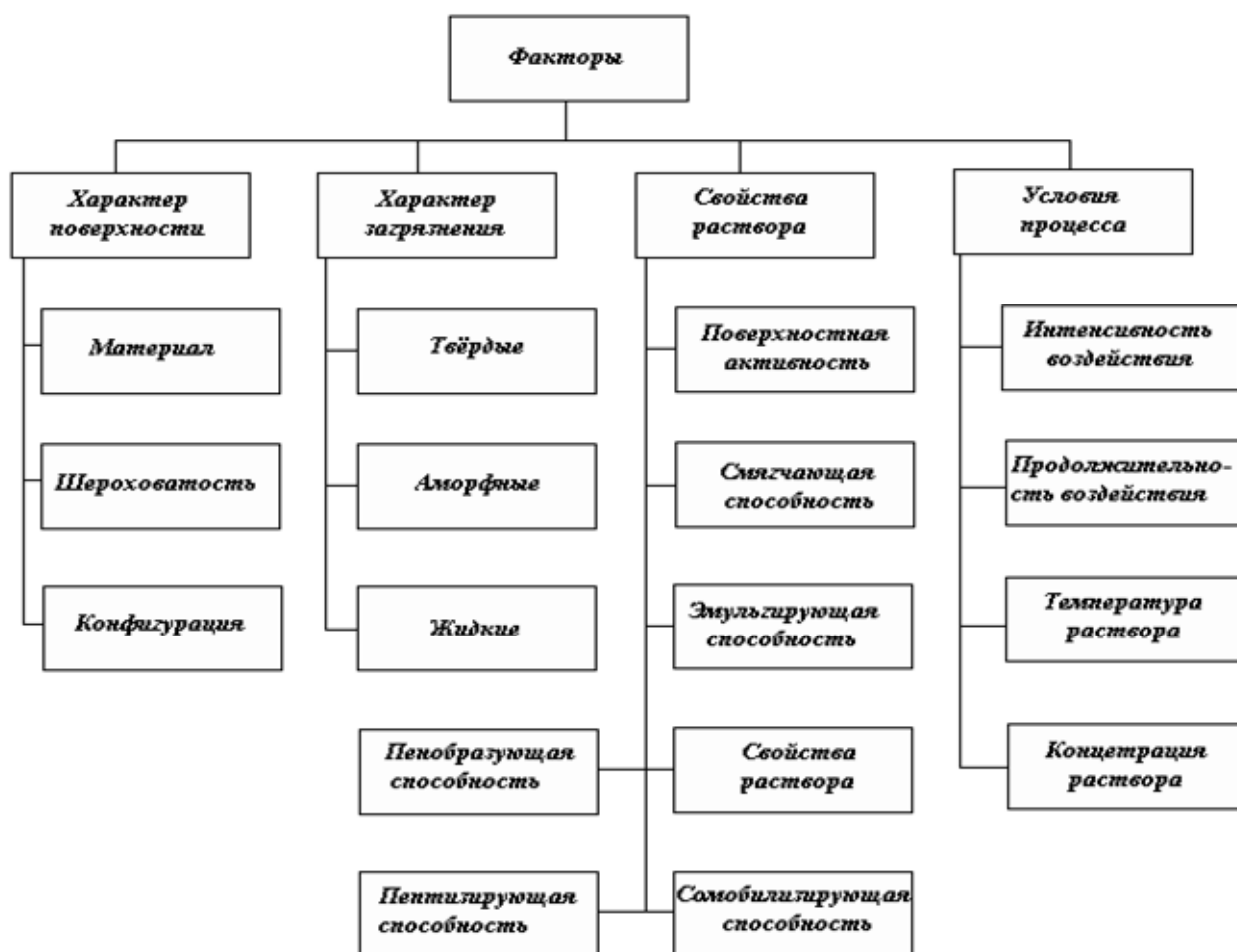 Факторы
Характер
поверхности
Характер
загрязнения
Свойства
раствора
Условия
процесса
Материал
Твёрдые
Поверхностная
активность
Интенсивность
воздействия
Шероховатость
Аморфные
Смягчающая
способность
Продолжительно-
сть воздействия
Конфигурация
Жидкие
Эмульгирующая
способность
Температура
раствора
Пенобразующая
способность
Свойства
раствора
Концетрация
раствора
Пептизирующая
способность
Сомобилизирующая
способность